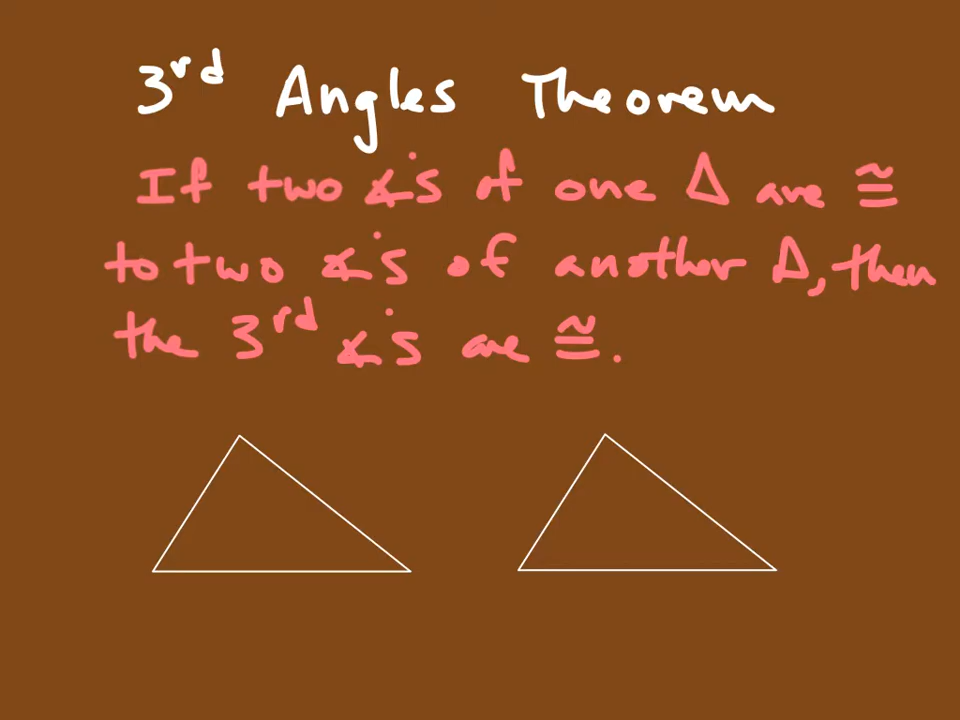 3rd Angles Theorem
If two ∡'s of one Δ are ≅
to two ∡'s of another Δ, then
the 3rd ∡'s are ≅.